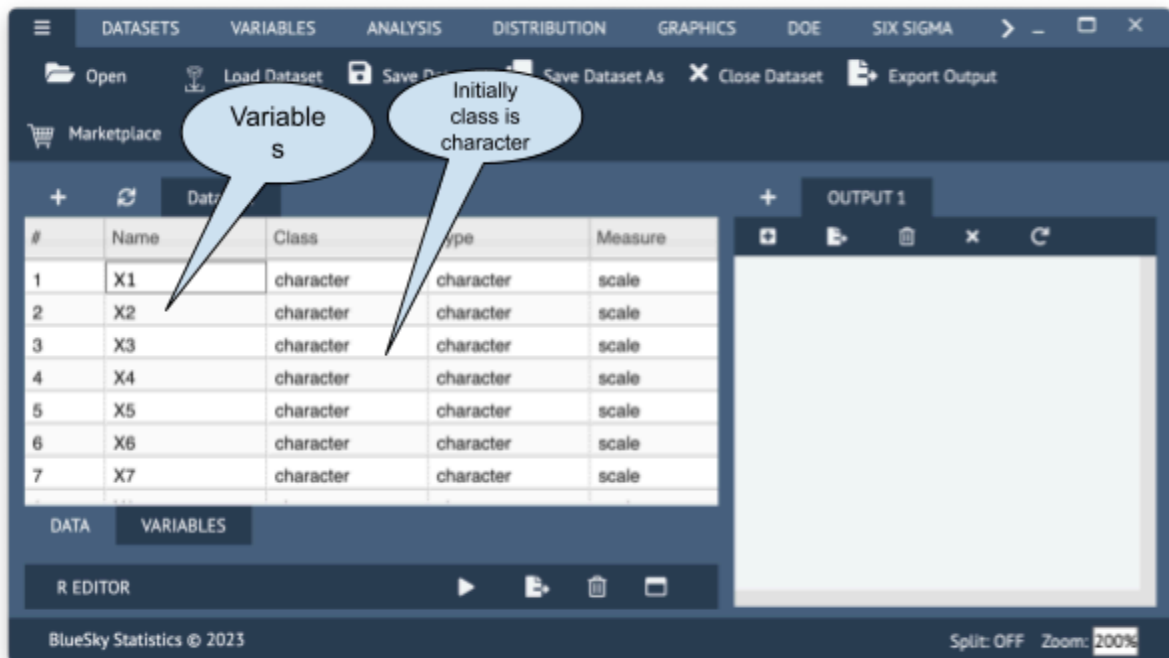 DATASETS VARIABLES ANALYSIS DISTRIBUTION GRAPHICS DOE SIX SIGMA
Open Load Dataset Save Save Dataset As Close Dataset Export Output
Marketplace
Variable
s
Initially
class is
character
OUTPUT 1
# Name Class Measure
1 X1 character character scale
2 X2 character character scale
3 X3 character character scale
4 X4 character character scale
5 X5 character character scale
6 X6 character character scale
7 X7 character character scale
DATA VARIABLES
R EDITOR
BlueSky Statistics © 2023 Split: OFF Zoom: 200%